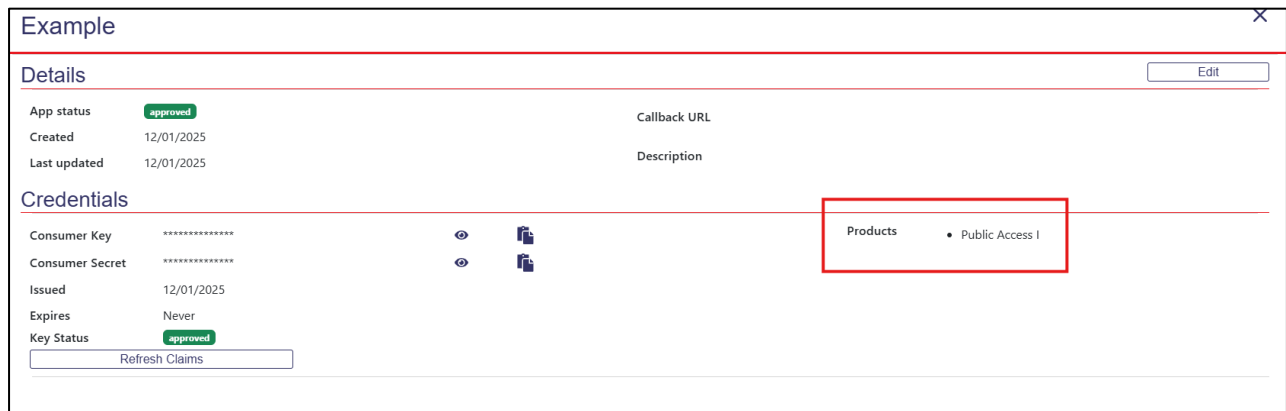 Example
Details
Edit
App status approved
Created 12/01/2025
Last updated 12/01/2025
Callback URL
Description
Credentials
Consumer Key **************
Consumer Secret **************
Issued 12/01/2025
Expires Never
Key Status approved
Refresh Claims
Products • Public Access I